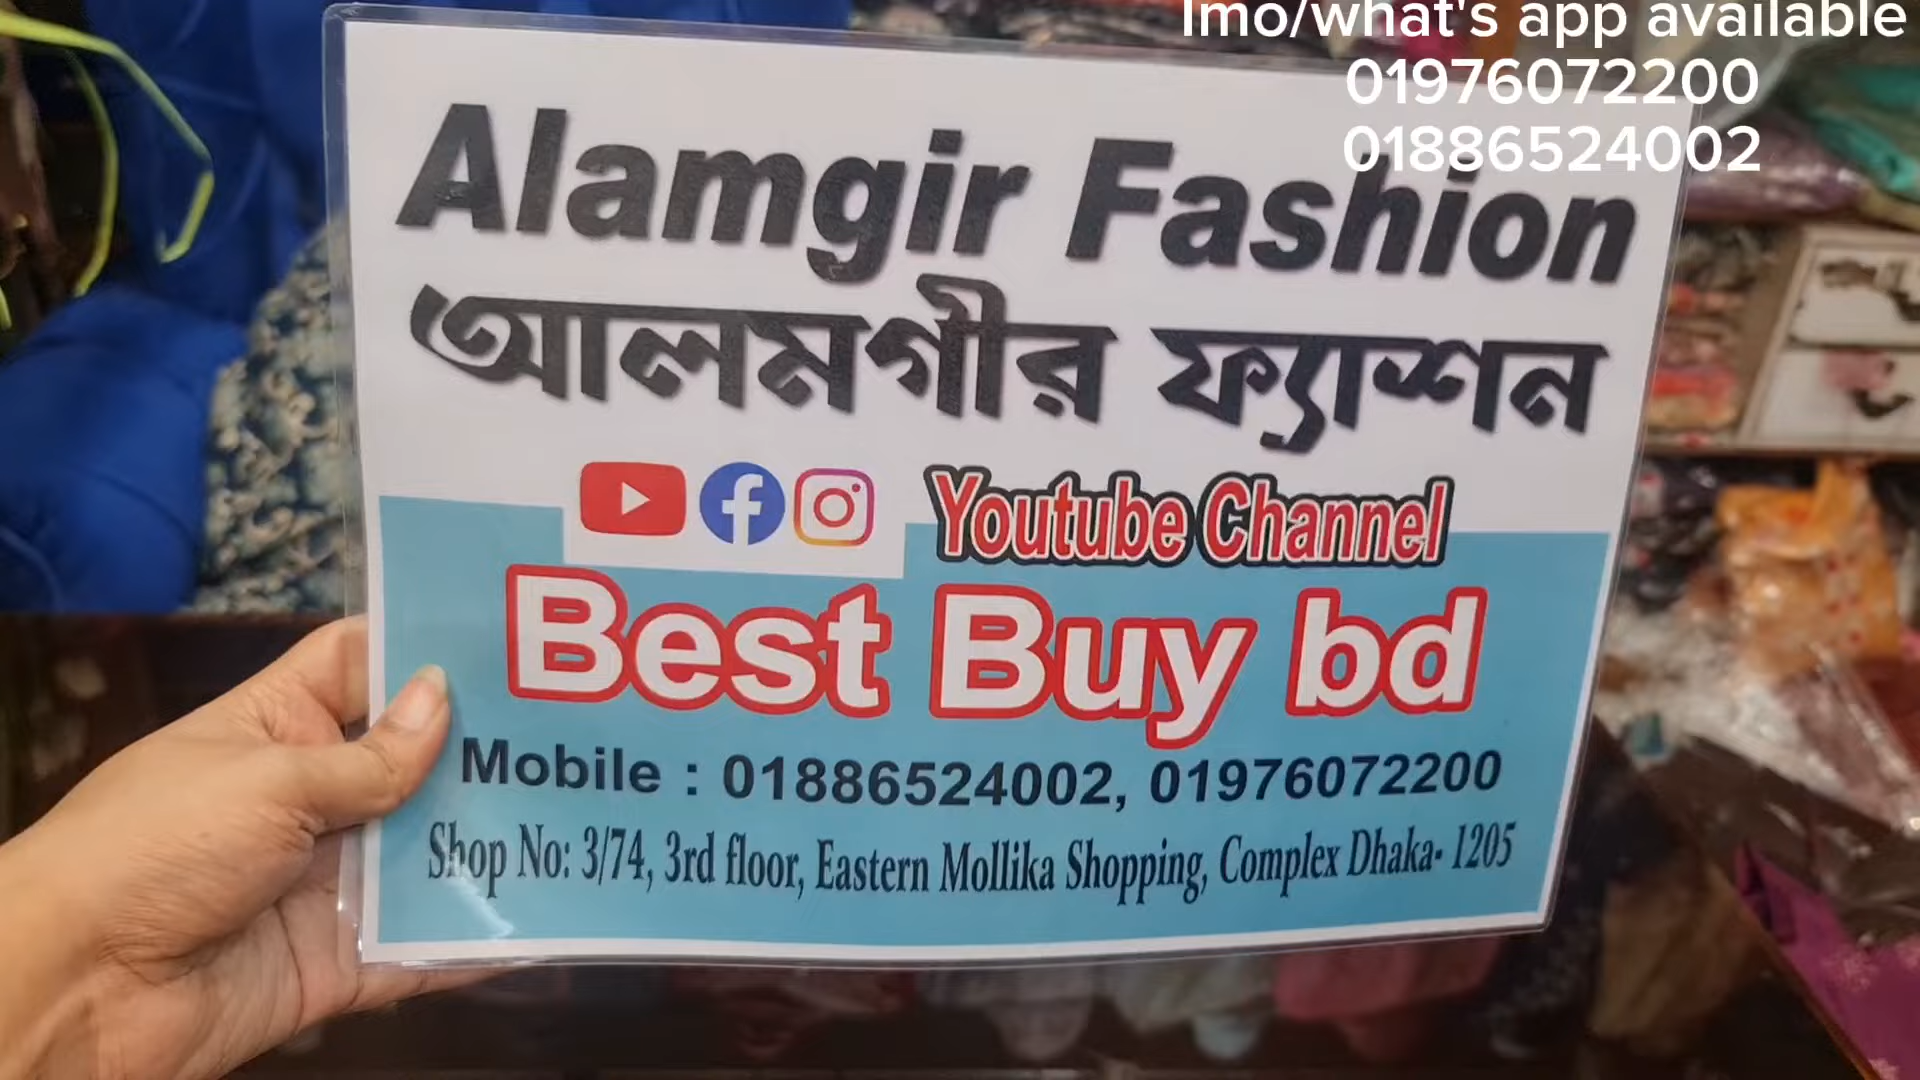 Imo/what's app available
01976072200
01886524002
Alamgir Fashion
আলমগীর ফ্যাশন
Youtube Channel
Best Buy bd
Mobile : 01886524002, 01976072200
Shop No: 3/74, 3rd floor, Eastern Mollika Shopping, Complex Dhaka- 1205